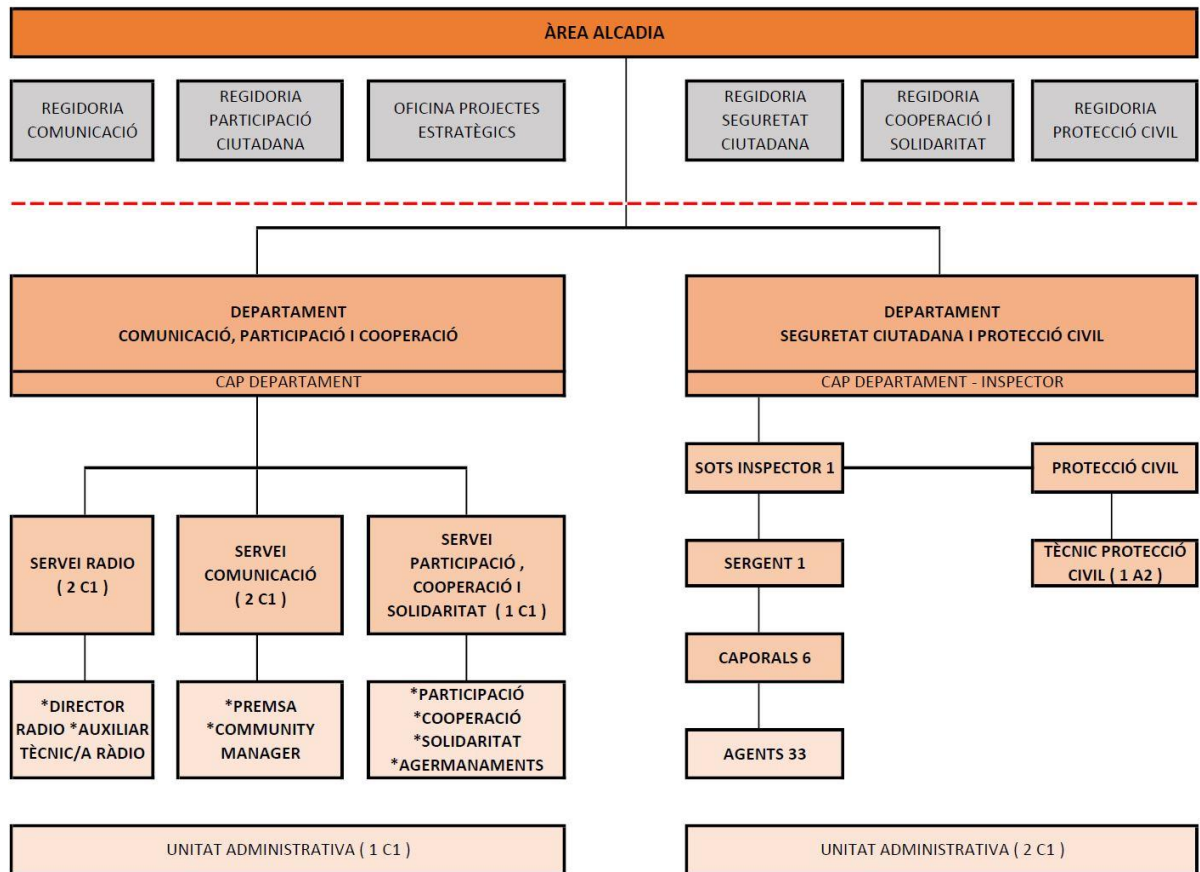 ÀREA ALCADIA
REGIDORIA
COMUNICACIÓ
REGIDORIA
PARTICIPACIÓ
CIUTADANA
OFICINA PROJECTES
ESTRATÈGICS
REGIDORIA
SEGURETAT
CIUTADANA
REGIDORIA
COOPERACIÓ I
SOLIDARITAT
REGIDORIA
PROTECCIÓ CIVIL
DEPARTAMENT
COMUNICACIÓ, PARTICIPACIÓ I COOPERACIÓ
CAP DEPARTAMENT
DEPARTAMENT
SEGURETAT CIUTADANA I PROTECCIÓ CIVIL
CAP DEPARTAMENT - INSPECTOR
SOTS INSPECTOR 1
PROTECCIÓ CIVIL
SERVEI RADIO
( 2 C1 )
SERVEI
COMUNICACIÓ
( 2 C1 )
SERVEI
PARTICIPACIÓ ,
COOPERACIÓ I
SOLIDARITAT ( 1 C1 )
SERGENT 1
TÈCNIC PROTECCIÓ
CIVIL ( 1 A2 )
CAPORALS 6
*DIRECTOR
RADIO *AUXILIAR
TÈCNIC/A RÀDIO
*PREMSA
*COMMUNITY
MANAGER
*PARTICIPACIÓ
*COOPERACIÓ
*SOLIDARITAT
*AGERMANAMENTS
AGENTS 33
UNITAT ADMINISTRATIVA ( 1 C1 )
UNITAT ADMINISTRATIVA ( 2 C1 )